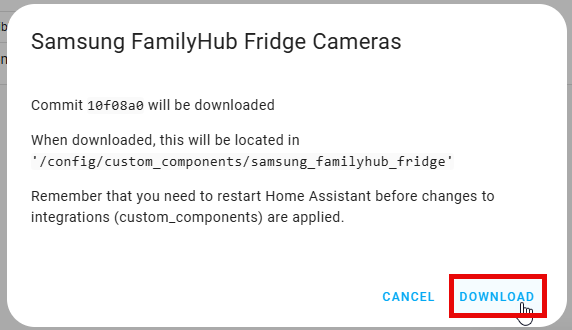 Samsung FamilyHub Fridge Cameras
Commit 10f08a0 will be downloaded
When downloaded, this will be located in
'/config/custom_components/samsung_familyhub_fridge'
Remember that you need to restart Home Assistant before changes to
integrations (custom_components) are applied.
CANCEL DOWNLOAD